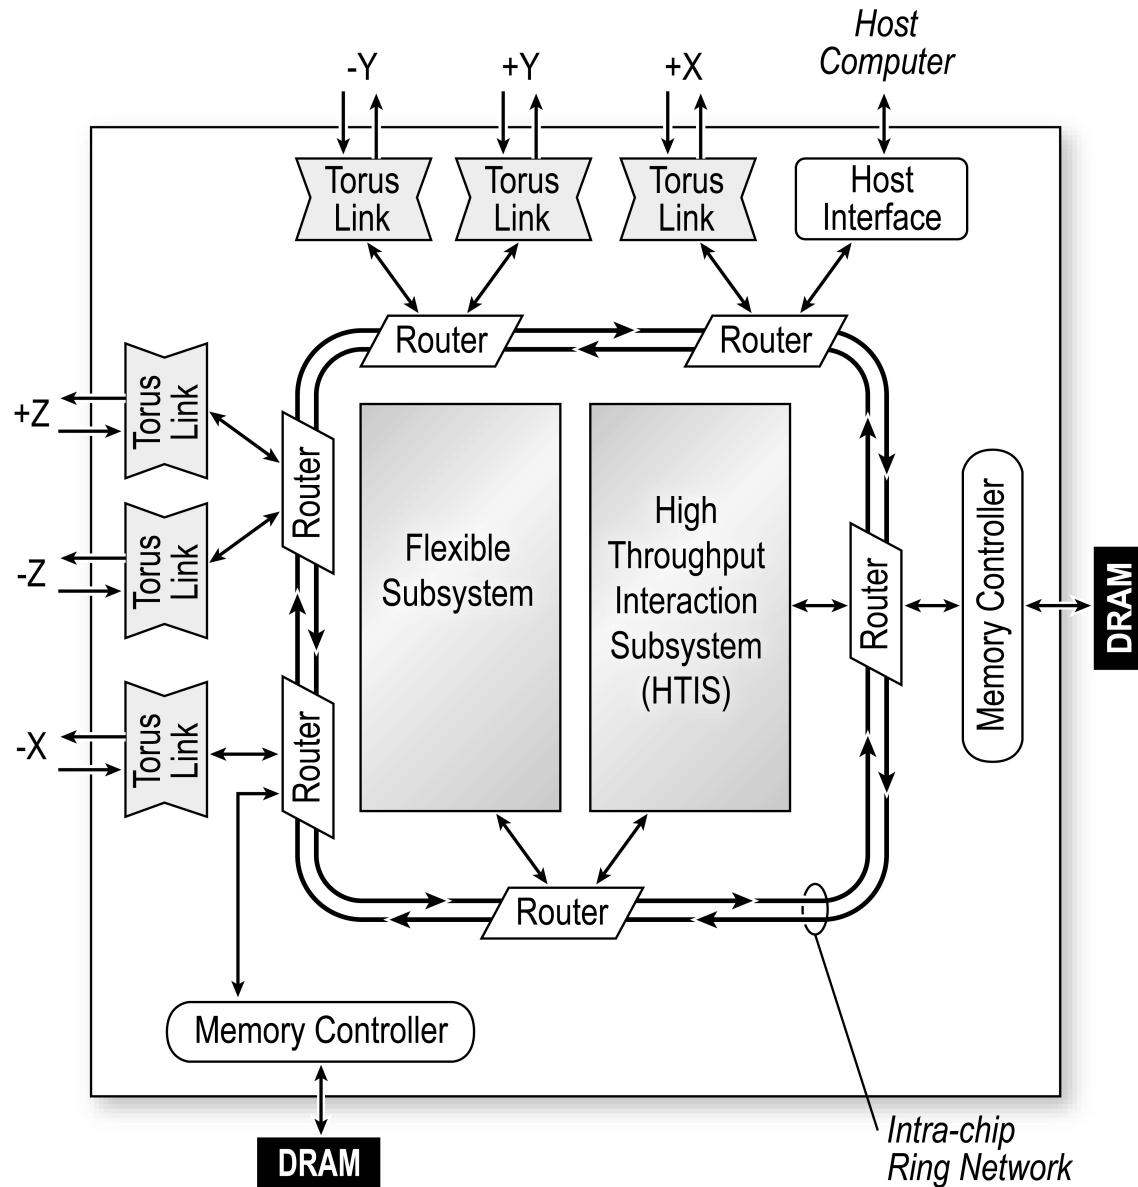 Host
Computer
-Y
+Y
+X
Torus
Link
Torus
Link
Torus
Link
Host
Interface
Router
Router
+Z
Torus
Link
Router
-Z
Torus
Link
Flexible
Subsystem
High
Throughput
Interaction
Subsystem
(HTIS)
Router
Memory Controller
DRAM
-X
Torus
Link
Router
Router
Memory Controller
DRAM
Intra-chip
Ring Network